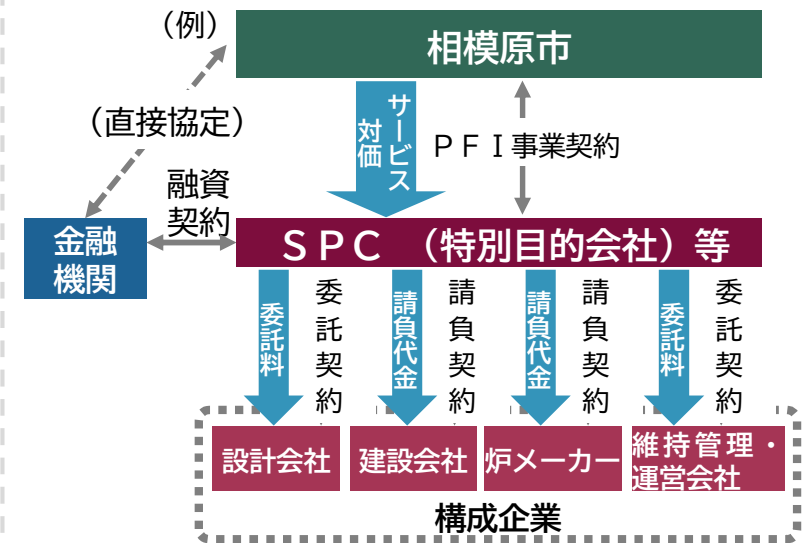 （例）
相模原市
（直接協定）
サービス
対価
ＰＦＩ事業契約
融資
契約
金融
機関
ＳＰＣ （特別目的会社）等
委託料
委託契約
請負代金
請負契約
請負代金
請負契約
委託料
委託契約
設計会社
建設会社
炉メーカー
維持管理・
運営会社
構成企業